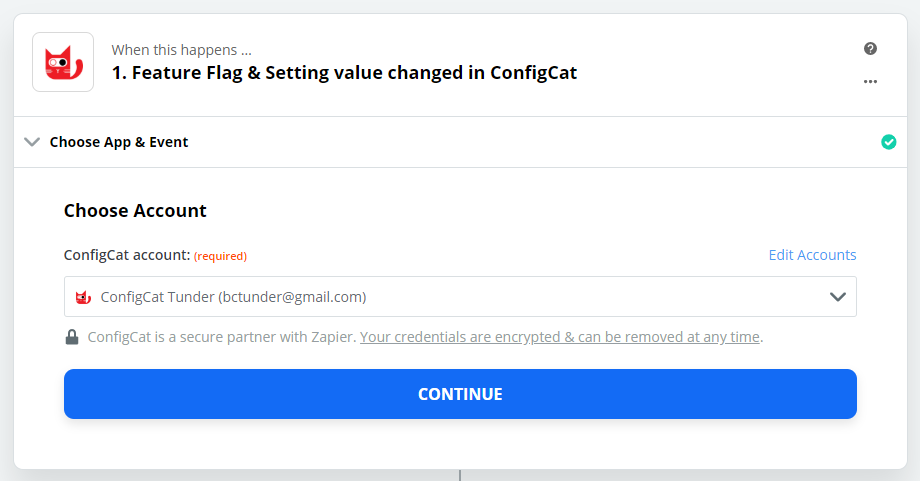 When this happens ...
1. Feature Flag & Setting value changed in ConfigCat
Choose App & Event
Choose Account
ConfigCat account: (required)
Edit Accounts
ConfigCat Tunder (bctunder@gmail.com)
ConfigCat is a secure partner with Zapier. Your credentials are encrypted & can be removed at any time.
CONTINUE